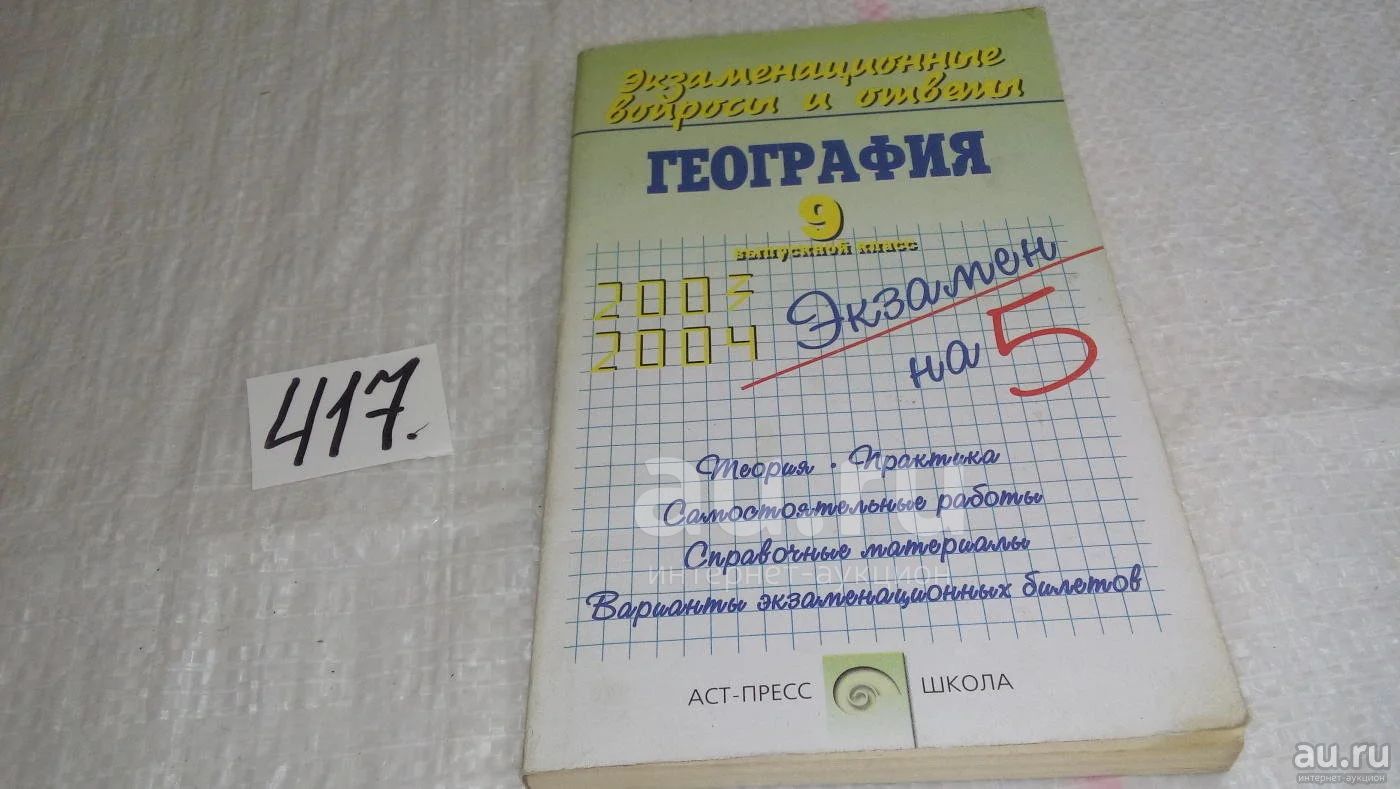 Экзаменационные
вопросы и ответы
ГЕОГРАФИЯ
9
выпускной класс
2003
2004
Экзамен
на 5
417.
Теория · Практика
Самостоятельные работы
Справочные материалы
Варианты экзаменационных билетов
АСТ-ПРЕСС ШКОЛА
au.ru
интернет-аукцион
au.ru
интернет-аукцион